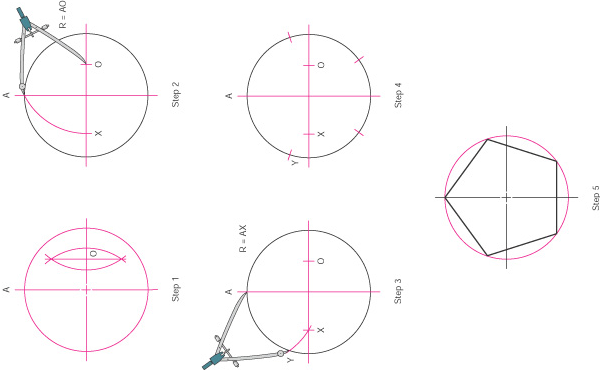 A
O
Step 1
A
R = AO
X
O
Step 2
A
R = AX
Y
X
O
Step 3
A
Y
X
O
Step 4
Step 5